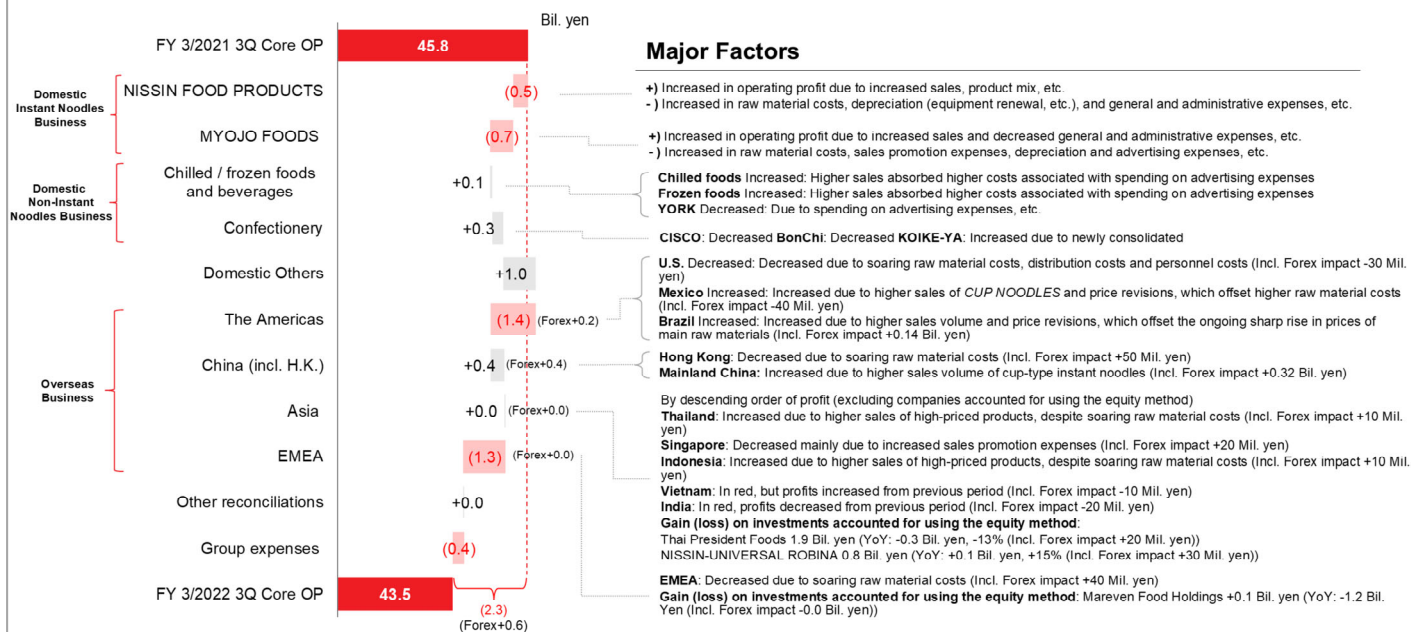 Bil. yen
FY 3/2021 3Q Core OP
45.8
Major Factors
Domestic
Instant Noodles
Business
NISSIN FOOD PRODUCTS
(0.5)
+) Increased in operating profit due to increased sales, product mix, etc.
- ) Increased in raw material costs, depreciation (equipment renewal, etc.), and general and administrative expenses, etc.
MYOJO FOODS
(0.7)
+) Increased in operating profit due to increased sales and decreased general and administrative expenses, etc.
- ) Increased in raw material costs, sales promotion expenses, depreciation and advertising expenses, etc.
Domestic
Non-Instant
Noodles Business
Chilled / frozen foods
and beverages
+0.1
Chilled foods Increased: Higher sales absorbed higher costs associated with spending on advertising expenses
Frozen foods Increased: Higher sales absorbed higher costs associated with spending on advertising expenses
YORK Decreased: Due to spending on advertising expenses, etc.
Confectionery
+0.3
CISCO: Decreased BonChi: Decreased KOIKE-YA: Increased due to newly consolidated
Domestic Others
+1.0
Overseas
Business
The Americas
(1.4)
(Forex+0.2)
U.S. Decreased: Decreased due to soaring raw material costs, distribution costs and personnel costs (Incl. Forex impact -30 Mil.
yen)
Mexico Increased: Increased due to higher sales of CUP NOODLES and price revisions, which offset higher raw material costs
(Incl. Forex impact -40 Mil. yen)
Brazil Increased: Increased due to higher sales volume and price revisions, which offset the ongoing sharp rise in prices of
main raw materials (Incl. Forex impact +0.14 Bil. yen)
China (incl. H.K.)
+0.4
(Forex+0.4)
Hong Kong: Decreased due to soaring raw material costs (Incl. Forex impact +50 Mil. yen)
Mainland China: Increased due to higher sales volume of cup-type instant noodles (Incl. Forex impact +0.32 Bil. yen)
Asia
+0.0
(Forex+0.0)
By descending order of profit (excluding companies accounted for using the equity method)
Thailand: Increased due to higher sales of high-priced products, despite soaring raw material costs (Incl. Forex impact +10 Mil.
yen)
Singapore: Decreased mainly due to increased sales promotion expenses (Incl. Forex impact +20 Mil. yen)
Indonesia: Increased due to higher sales of high-priced products, despite soaring raw material costs (Incl. Forex impact +10 Mil.
yen)
Vietnam: In red, but profits increased from previous period (Incl. Forex impact -10 Mil. yen)
India: In red, profits decreased from previous period (Incl. Forex impact -20 Mil. yen)
Gain (loss) on investments accounted for using the equity method:
Thai President Foods 1.9 Bil. yen (YoY: -0.3 Bil. yen, -13% (Incl. Forex impact +20 Mil. yen))
NISSIN-UNIVERSAL ROBINA 0.8 Bil. yen (YoY: +0.1 Bil. yen, +15% (Incl. Forex impact +30 Mil. yen))
EMEA
(1.3)
(Forex+0.0)
EMEA: Decreased due to soaring raw material costs (Incl. Forex impact +40 Mil. yen)
Gain (loss) on investments accounted for using the equity method: Mareven Food Holdings +0.1 Bil. yen (YoY: -1.2 Bil.
Yen (Incl. Forex impact -0.0 Bil. yen))
Other reconciliations
+0.0
Group expenses
(0.4)
FY 3/2022 3Q Core OP
43.5
(2.3)
(Forex+0.6)